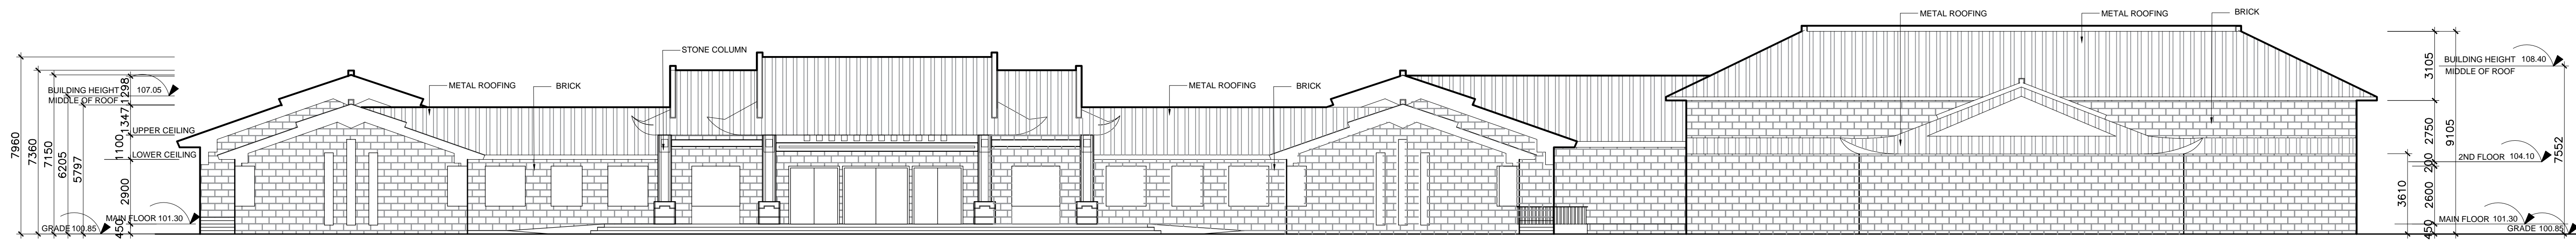 7960
7360
7150
6205
5797
1298
1347
1100
2900
450
BUILDING HEIGHT 107.05
MIDDLE OF ROOF
UPPER CEILING
LOWER CEILING
MAIN FLOOR 101.30
GRADE 100.85
METAL ROOFING
BRICK
STONE COLUMN
METAL ROOFING
BRICK
METAL ROOFING
METAL ROOFING
BRICK
3105
2750
200
2600
450
3610
9105
7552
BUILDING HEIGHT 108.40
MIDDLE OF ROOF
2ND FLOOR 104.10
MAIN FLOOR 101.30
GRADE 100.85